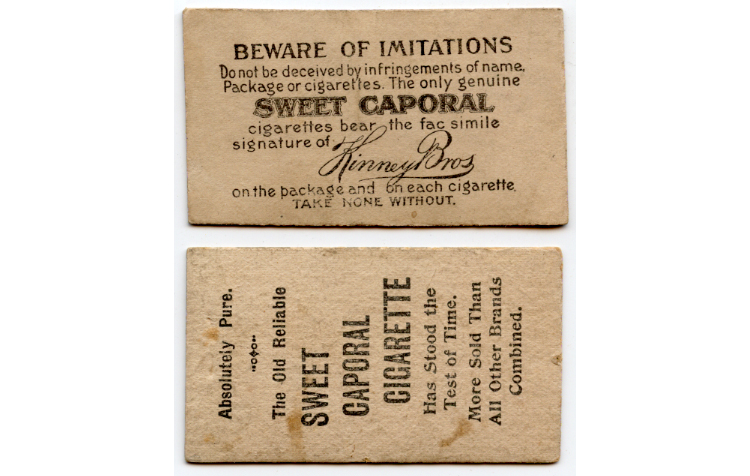 BEWARE OF IMITATIONS
Do not be deceived by infringements of name,
Package or cigarettes. The only genuine
SWEET CAPORAL
cigarettes bear the fac simile
signature of Kinney Bros
on the package and on each cigarette,
TAKE NONE WITHOUT.
Absolutely Pure.
The Old Reliable
SWEET
CAPORAL
CIGARETTE
Has Stood the
Test of Time.
More Sold Than
All Other Brands
Combined.